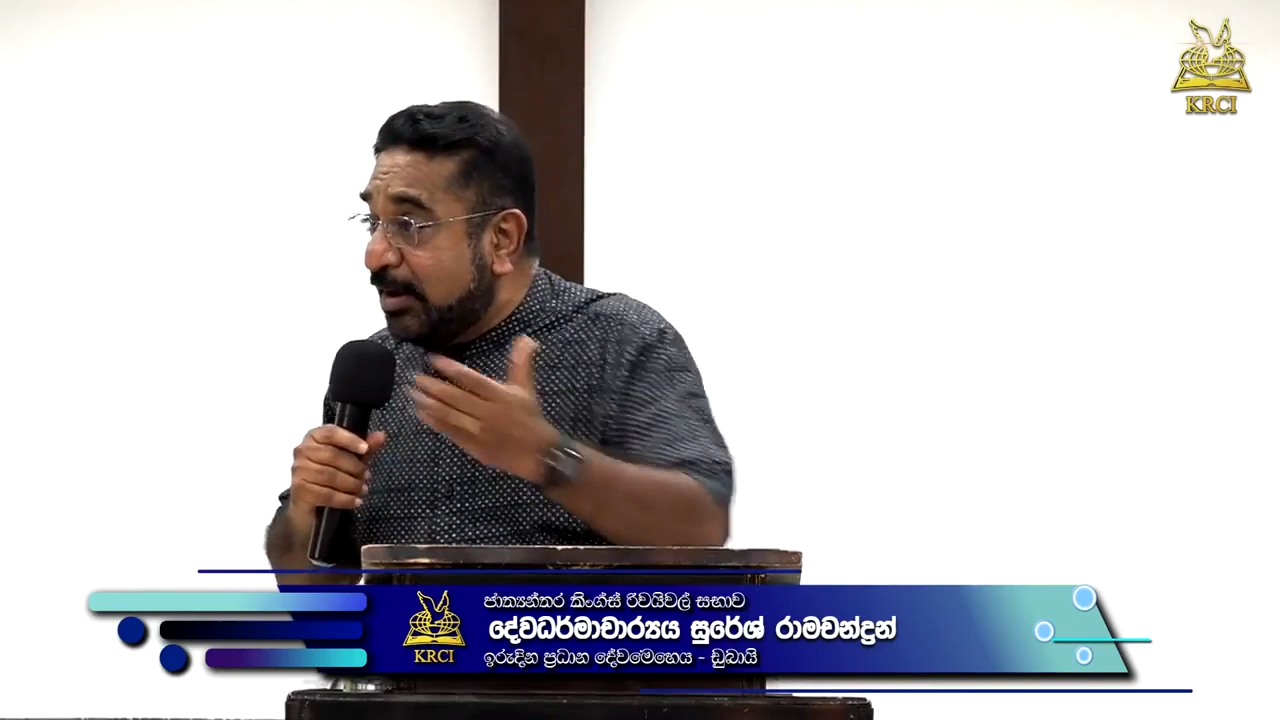 KRCI
ජාත්‍යන්තර කිංග්ස් රිවයිවල් සභාව
දේවධර්මාචාර්‍යය සුරේශ් රාමචන්ද්‍රන්
KRCI
ඉරුදින ප්‍රධාන දේවමෙහෙය - ඩුබායි